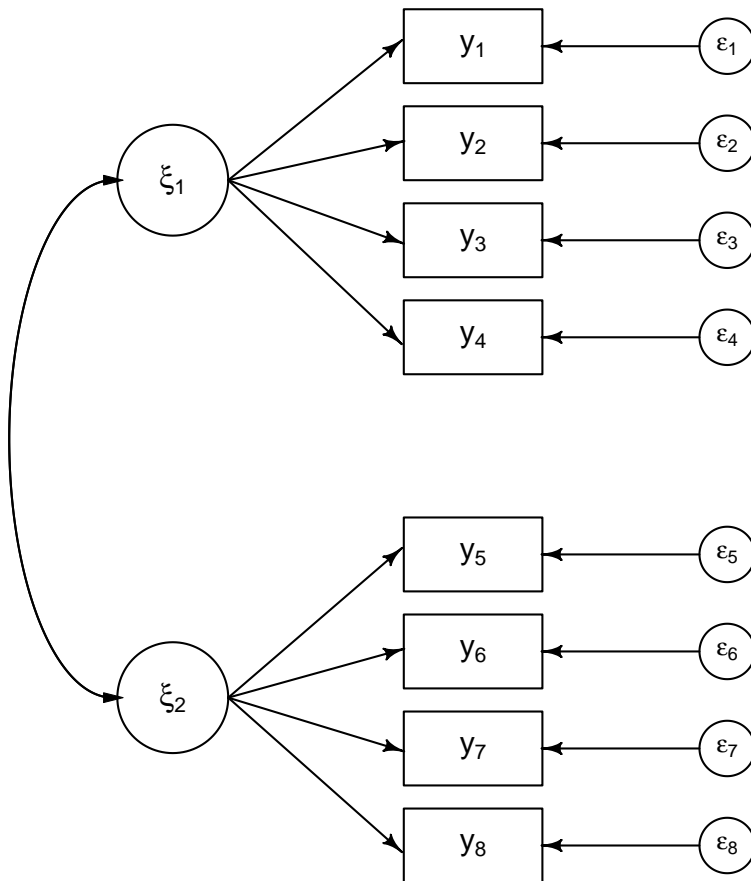 y₁ ε₁
ξ₁
y₂ ε₂
y₃ ε₃
y₄ ε₄
y₅ ε₅
y₆ ε₆
ξ₂
y₇ ε₇
y₈ ε₈